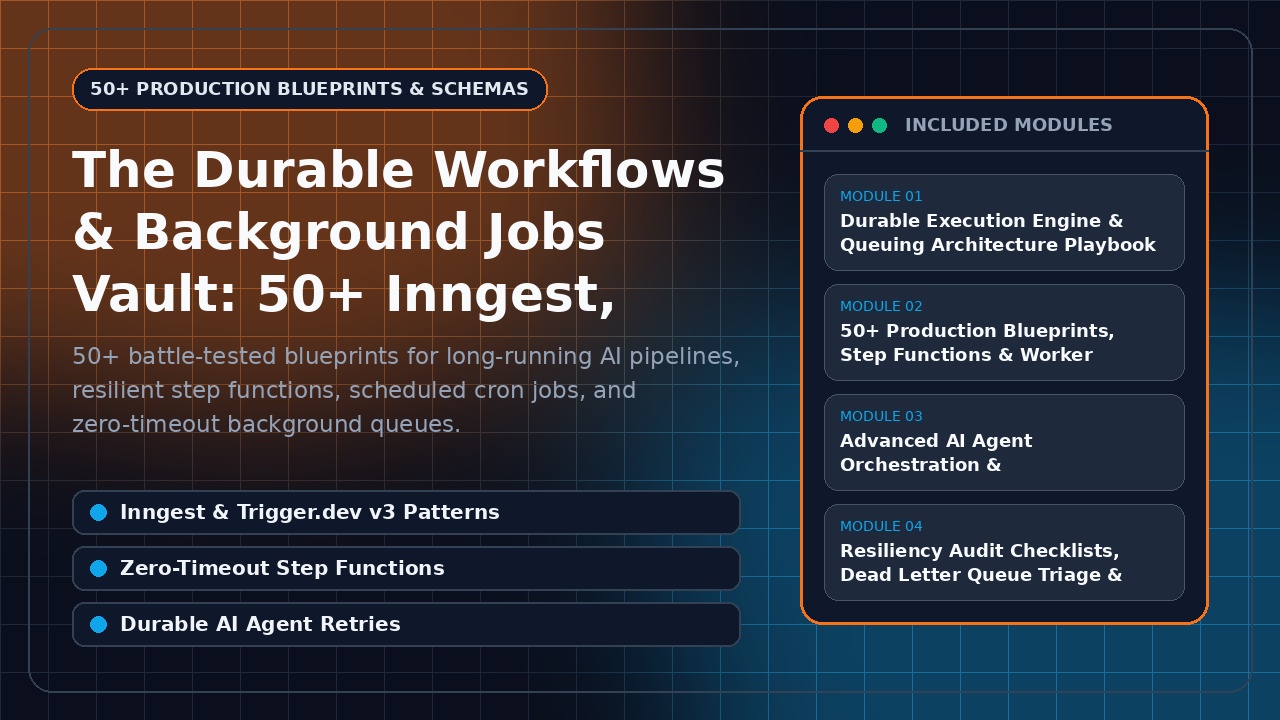 50+ PRODUCTION BLUEPRINTS & SCHEMAS
The Durable Workflows
& Background Jobs
Vault: 50+ Inngest,
50+ battle-tested blueprints for long-running AI pipelines,
resilient step functions, scheduled cron jobs, and
zero-timeout background queues.
Inngest & Trigger.dev v3 Patterns
Zero-Timeout Step Functions
Durable AI Agent Retries
INCLUDED MODULES
MODULE 01
Durable Execution Engine &
Queuing Architecture Playbook
MODULE 02
50+ Production Blueprints,
Step Functions & Worker
MODULE 03
Advanced AI Agent
Orchestration &
MODULE 04
Resiliency Audit Checklists,
Dead Letter Queue Triage &